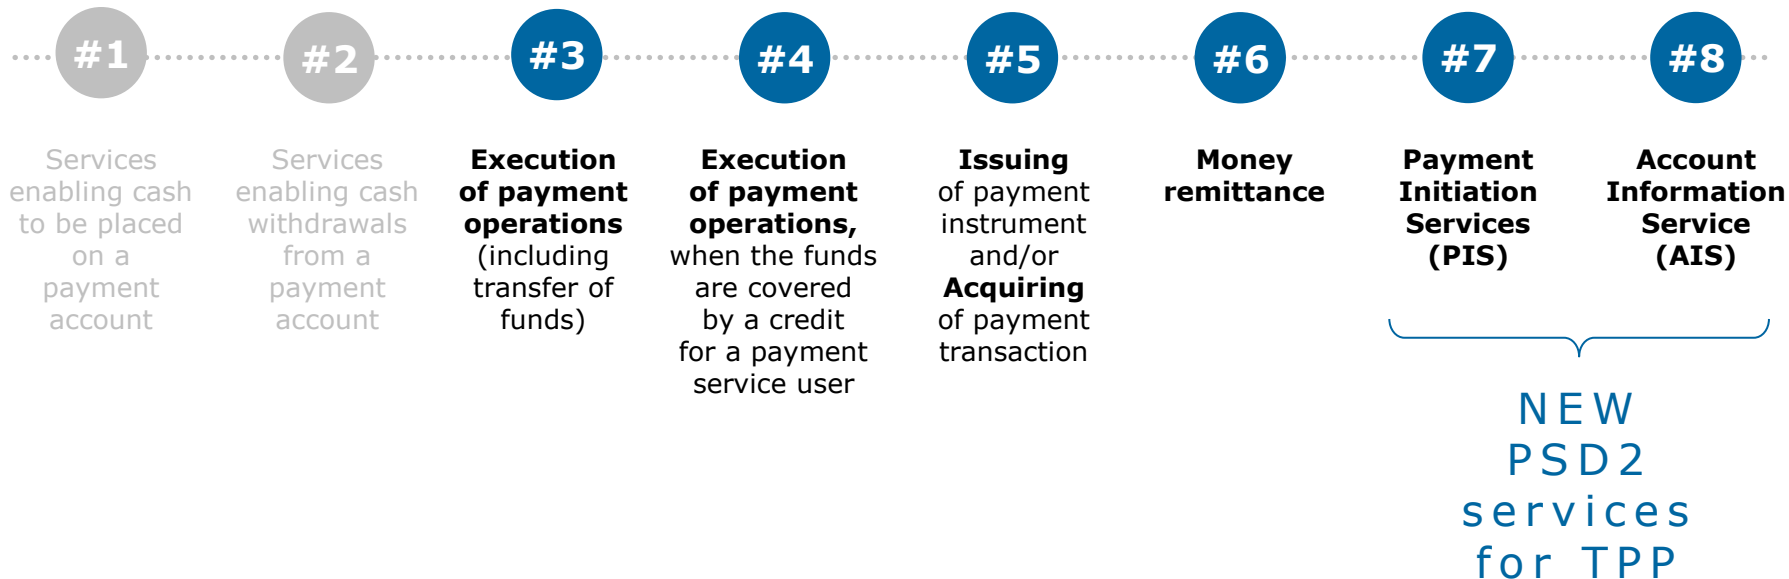 #1
Services
enabling cash
to be placed
on a
payment
account
#2
Services
enabling cash
withdrawals
from a
payment
account
#3
Execution
of payment
operations
(including
transfer of
funds)
#4
Execution
of payment
operations,
when the funds
are covered
by a credit
for a payment
service user
#5
Issuing
of payment
instrument
and/or
Acquiring
of payment
transaction
#6
Money
remittance
#7
Payment
Initiation
Services
(PIS)
#8
Account
Information
Service
(AIS)
NEW
PSD2
services
for TPP